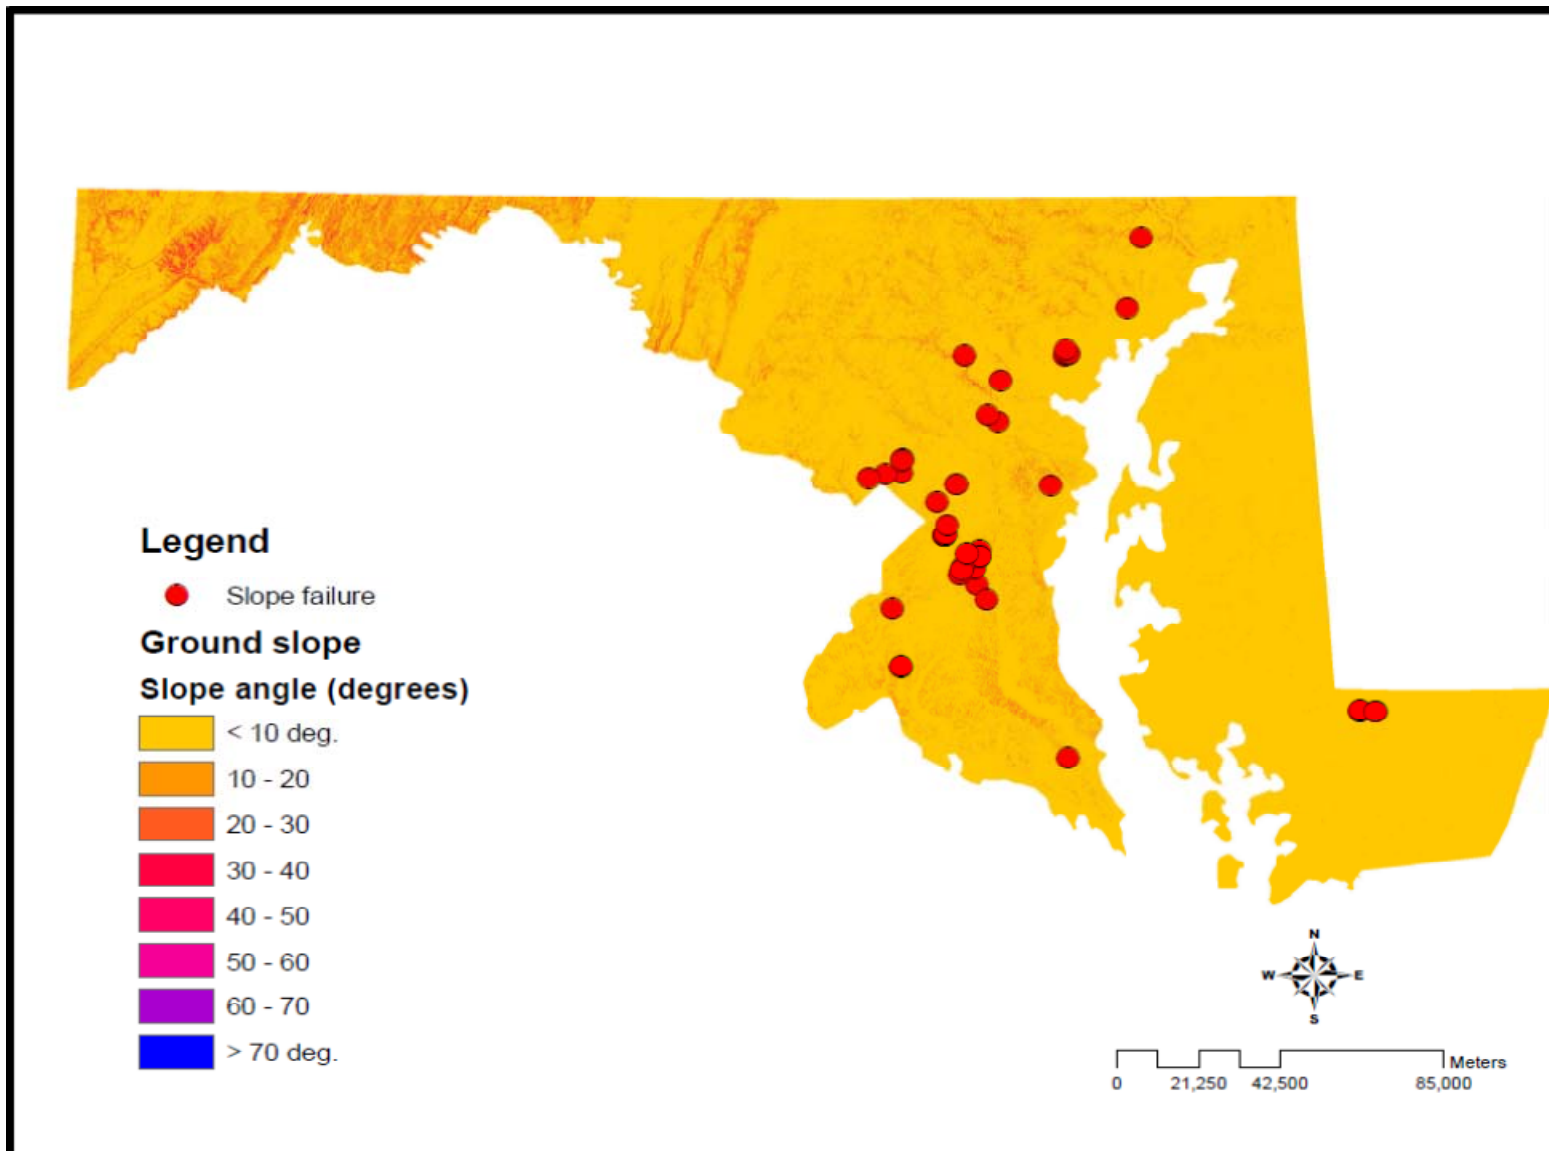 Legend
Slope failure
Ground slope
Slope angle (degrees)
< 10 deg.
10 - 20
20 - 30
30 - 40
40 - 50
50 - 60
60 - 70
> 70 deg.
N
W E
S
Meters
0 21,250 42,500 85,000